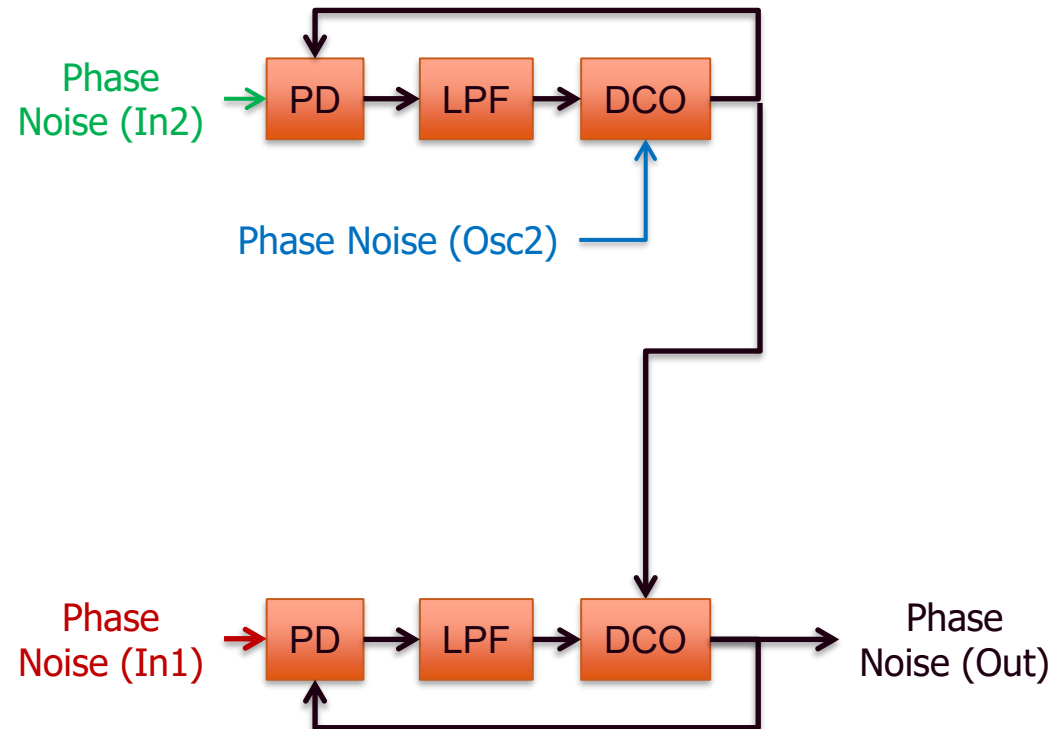 Phase
Noise (In2)
PD
LPF
DCO
Phase Noise (Osc2)
Phase
Noise (In1)
PD
LPF
DCO
Phase
Noise (Out)